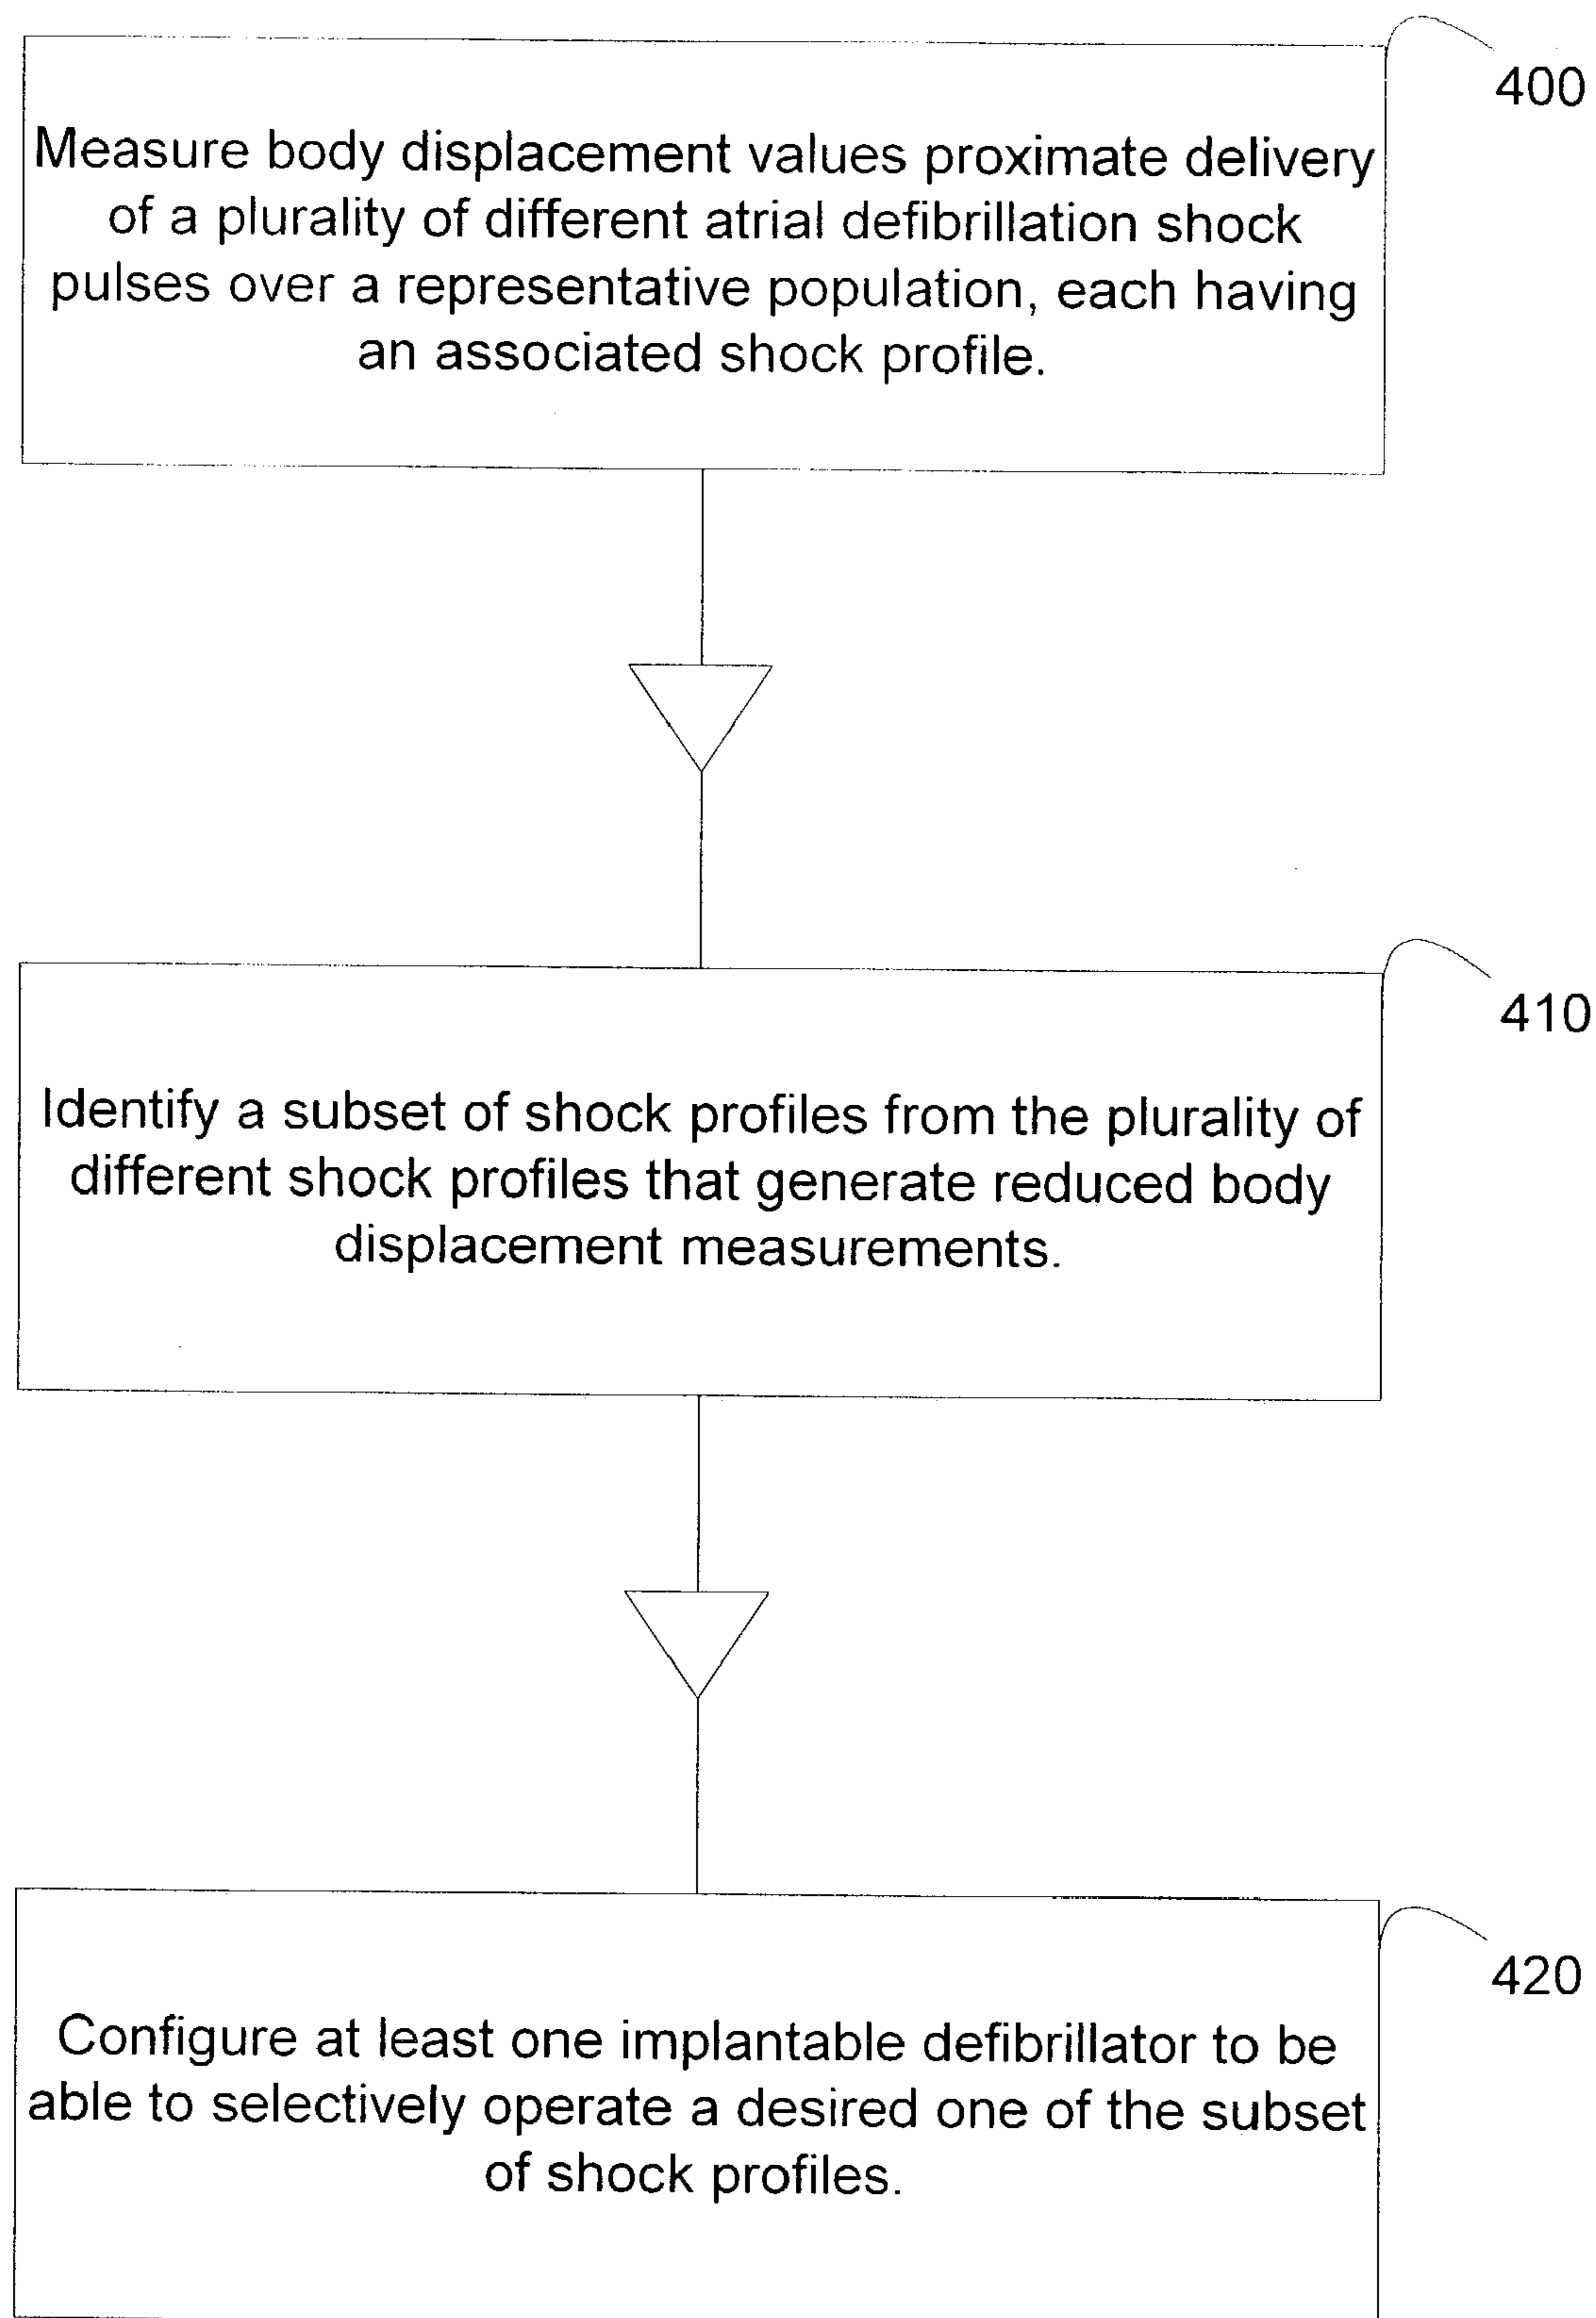 400
Measure body displacement values proximate delivery
of a plurality of different atrial defibrillation shock
pulses over a representative population, each having
an associated shock profile.
410
Identify a subset of shock profiles from the plurality of
different shock profiles that generate reduced body
displacement measurements.
420
Configure at least one implantable defibrillator to be
able to selectively operate a desired one of the subset
of shock profiles.